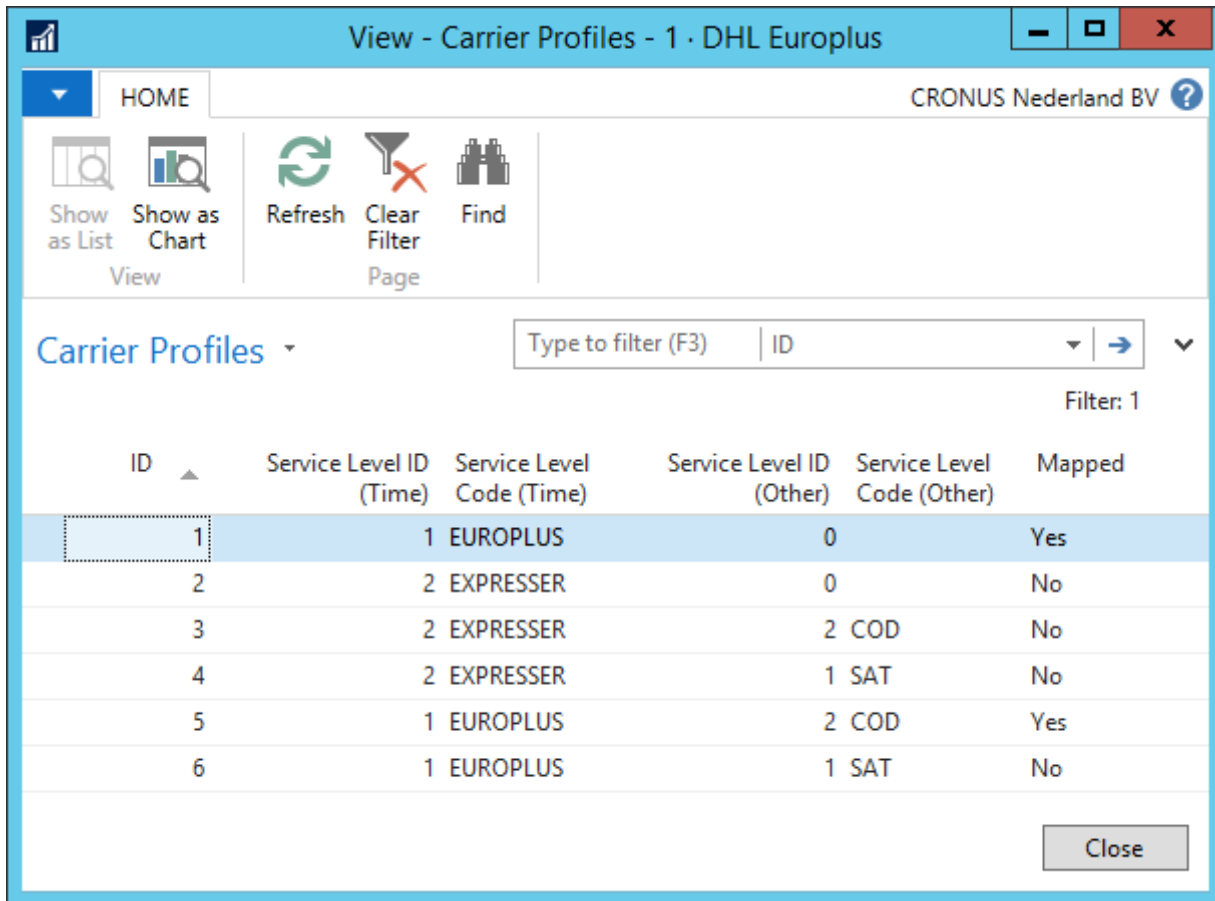 View - Carrier Profiles - 1 · DHL Europlus
HOME
CRONUS Nederland BV
Show as List
Show as Chart
Refresh
Clear Filter
Find
View
Page
Carrier Profiles
Type to filter (F3)
ID
Filter: 1
ID Service Level ID (Time) Service Level Code (Time) Service Level ID (Other) Service Level Code (Other) Mapped
1 1 EUROPLUS 0 Yes
2 2 EXPRESSER 0 No
3 2 EXPRESSER 2 COD No
4 2 EXPRESSER 1 SAT No
5 1 EUROPLUS 2 COD Yes
6 1 EUROPLUS 1 SAT No
Close